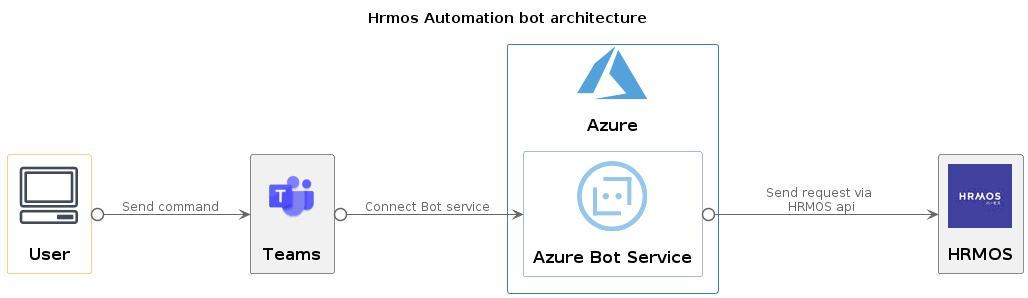 Hrmos Automation bot architecture
Azure
Send command
Connect Bot service
Send request via
HRMOS api
T
HRMOS
User
Teams
Azure Bot Service
HRMOS